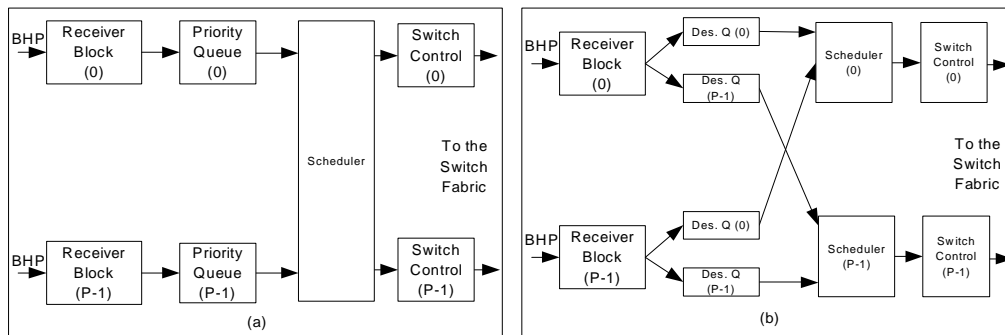 BHP
Receiver
Block
(0)
Priority
Queue
(0)
Scheduler
Switch
Control
(0)
To the
Switch
Fabric
BHP
Receiver
Block
(P-1)
Priority
Queue
(P-1)
Switch
Control
(P-1)
(a)
BHP
Receiver
Block
(0)
Des. Q (0)
Des. Q
(P-1)
Scheduler
(0)
Switch
Control
(0)
To the
Switch
Fabric
BHP
Receiver
Block
(P-1)
Des. Q (0)
Des. Q
(P-1)
Scheduler
(P-1)
Switch
Control
(P-1)
(b)